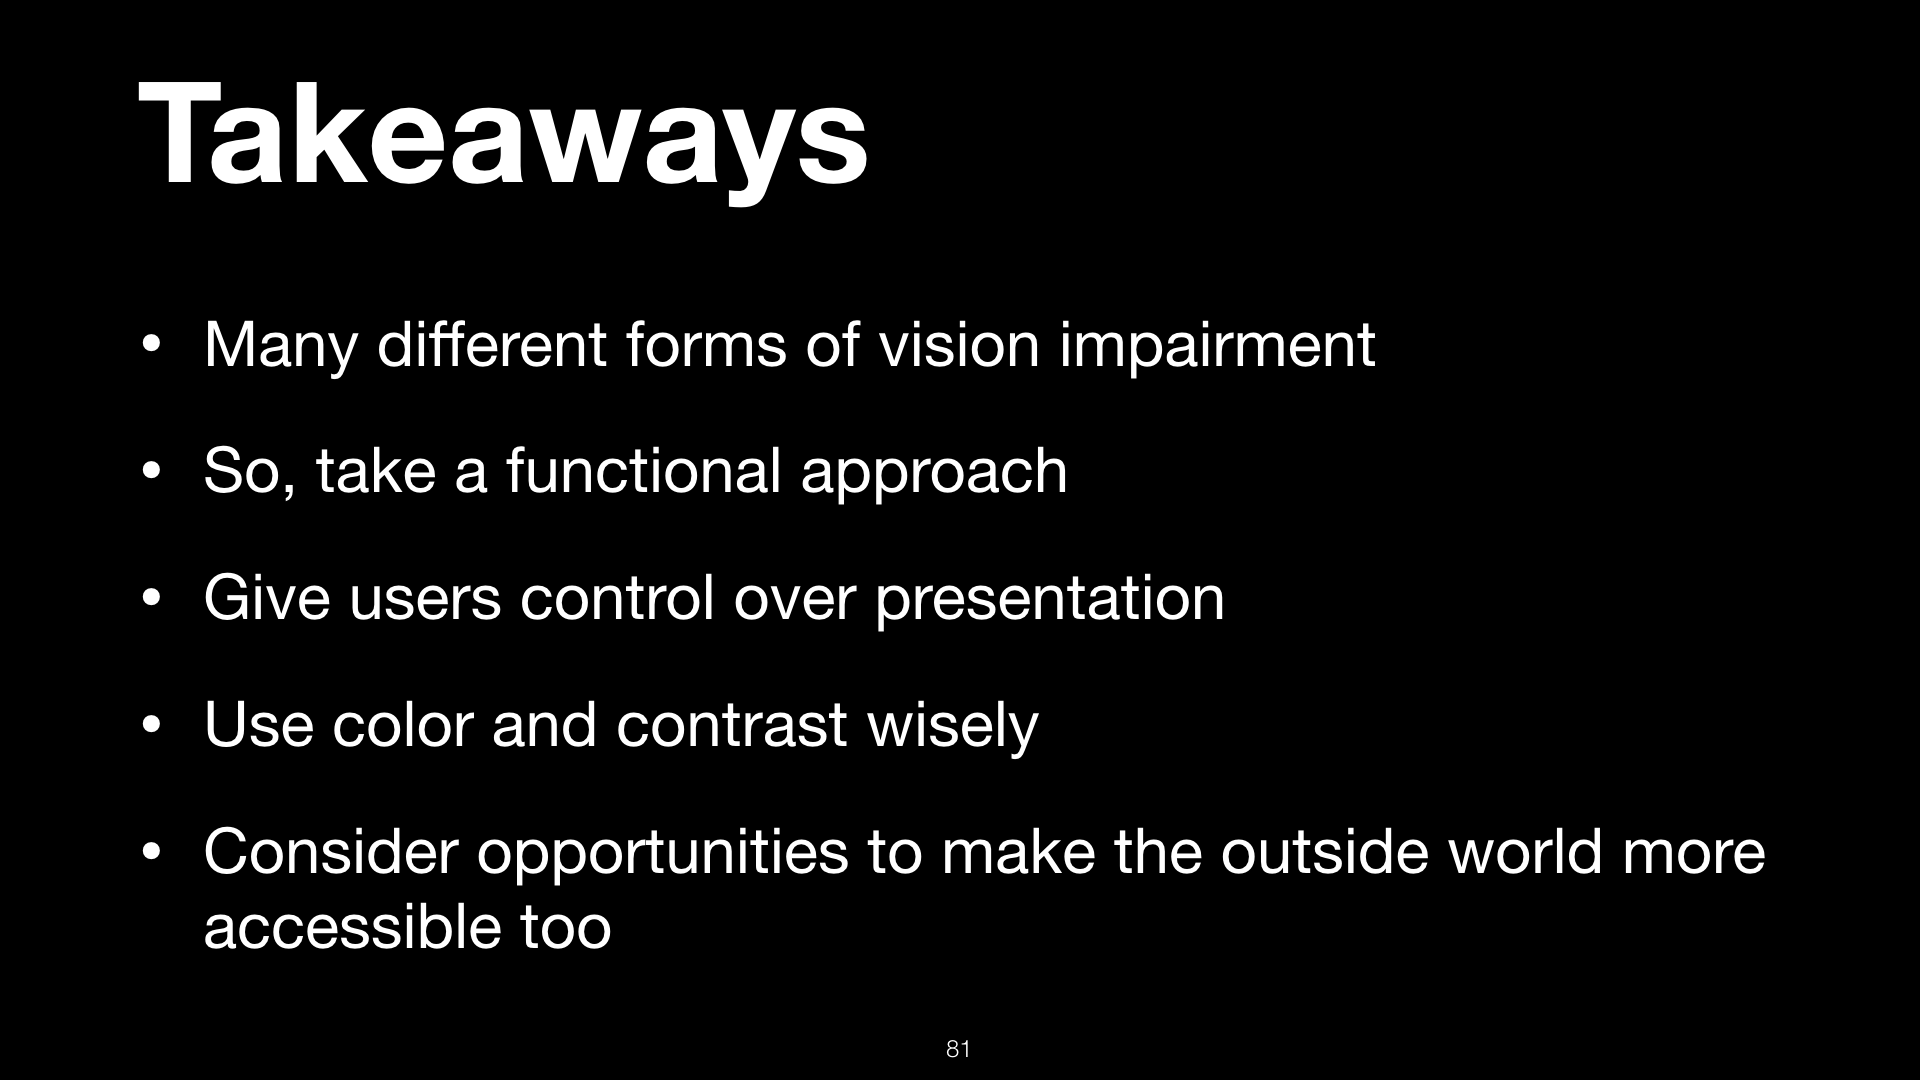 Takeaways
• Many different forms of vision impairment
• So, take a functional approach
• Give users control over presentation
• Use color and contrast wisely
• Consider opportunities to make the outside world more
accessible too
81